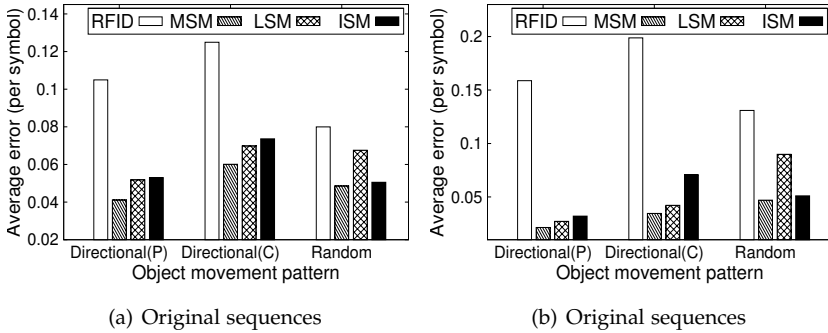 RFID MSM LSM ISM
0.14
0.12
0.1
0.08
0.06
0.04
0.02
Average error (per symbol)
Directional(P) Directional(C) Random
Object movement pattern
(a) Original sequences
RFID MSM LSM ISM
0.2
0.15
0.1
0.05
Average error (per symbol)
Directional(P) Directional(C) Random
Object movement pattern
(b) Original sequences